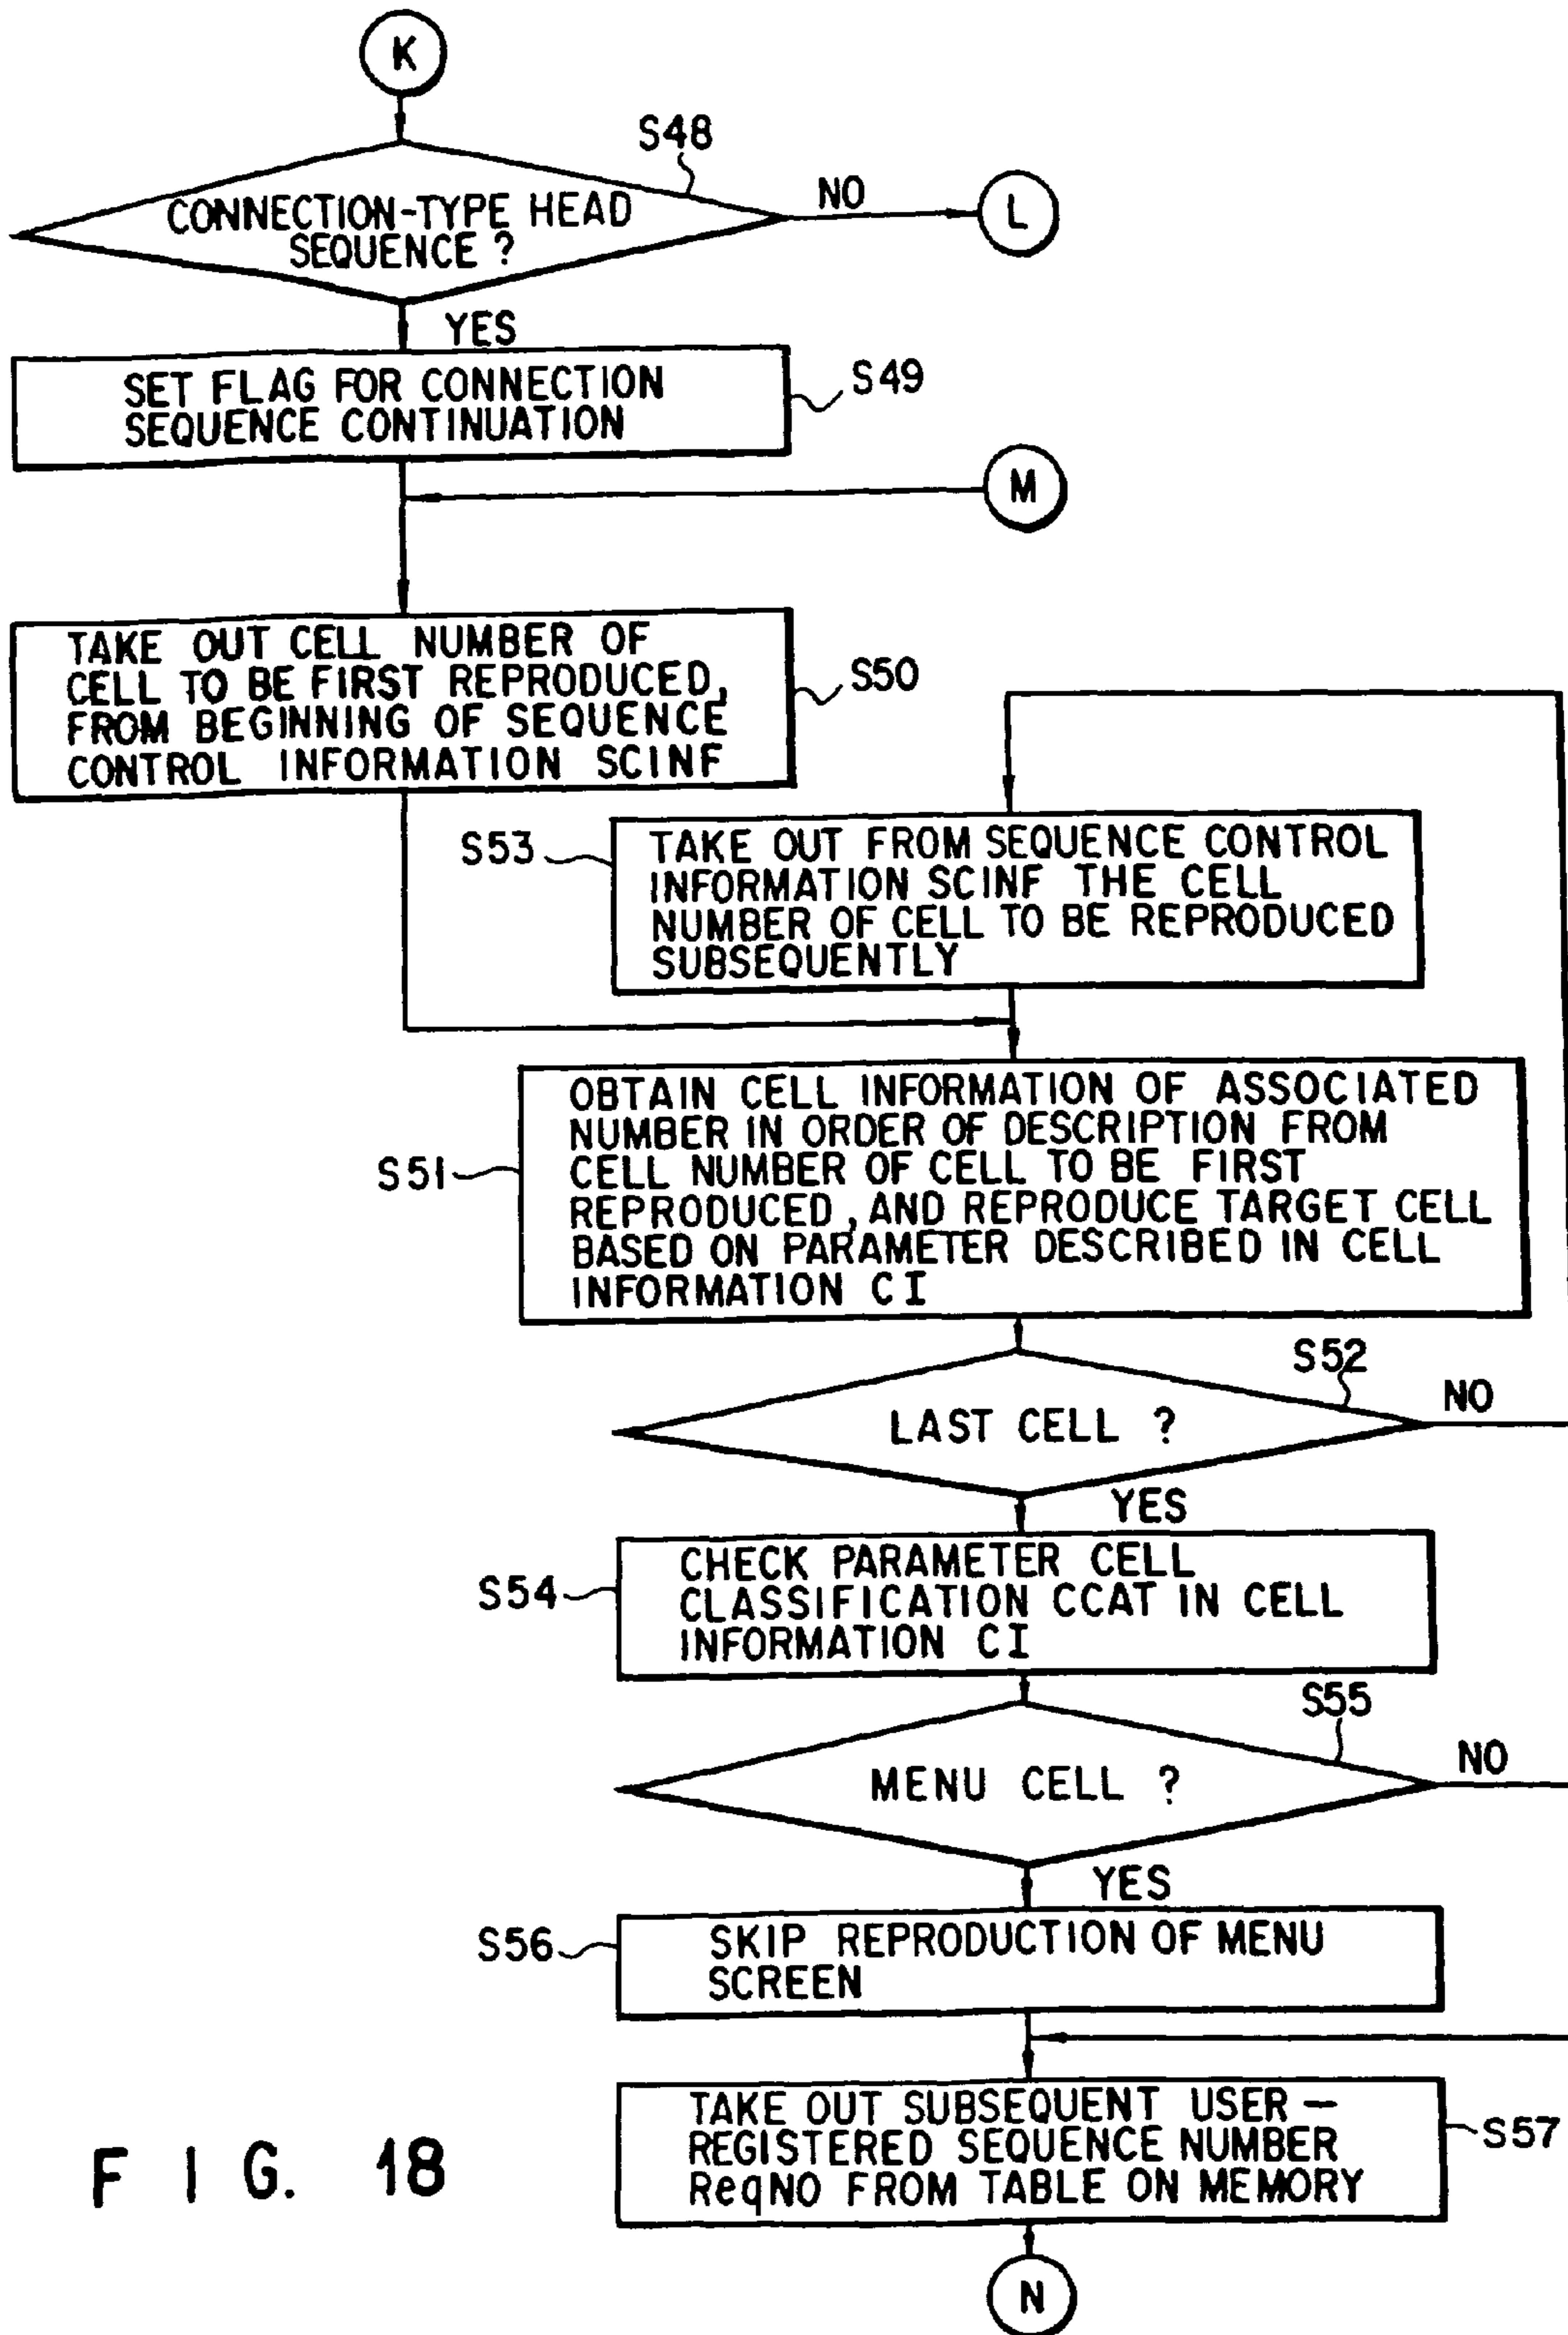 K
S48
CONNECTION-TYPE HEAD
SEQUENCE ?
NO
L
YES
SET FLAG FOR CONNECTION
SEQUENCE CONTINUATION
S49
M
TAKE OUT CELL NUMBER OF
CELL TO BE FIRST REPRODUCED,
FROM BEGINNING OF SEQUENCE
CONTROL INFORMATION SCINF
S50
S53
TAKE OUT FROM SEQUENCE CONTROL
INFORMATION SCINF THE CELL
NUMBER OF CELL TO BE REPRODUCED
SUBSEQUENTLY
S51
OBTAIN CELL INFORMATION OF ASSOCIATED
NUMBER IN ORDER OF DESCRIPTION FROM
CELL NUMBER OF CELL TO BE FIRST
REPRODUCED, AND REPRODUCE TARGET CELL
BASED ON PARAMETER DESCRIBED IN CELL
INFORMATION CI
S52
LAST CELL ?
NO
YES
S54
CHECK PARAMETER CELL
CLASSIFICATION CCAT IN CELL
INFORMATION CI
S55
MENU CELL ?
NO
YES
S56
SKIP REPRODUCTION OF MENU
SCREEN
TAKE OUT SUBSEQUENT USER-
REGISTERED SEQUENCE NUMBER
ReqNO FROM TABLE ON MEMORY
S57
N
FIG. 18